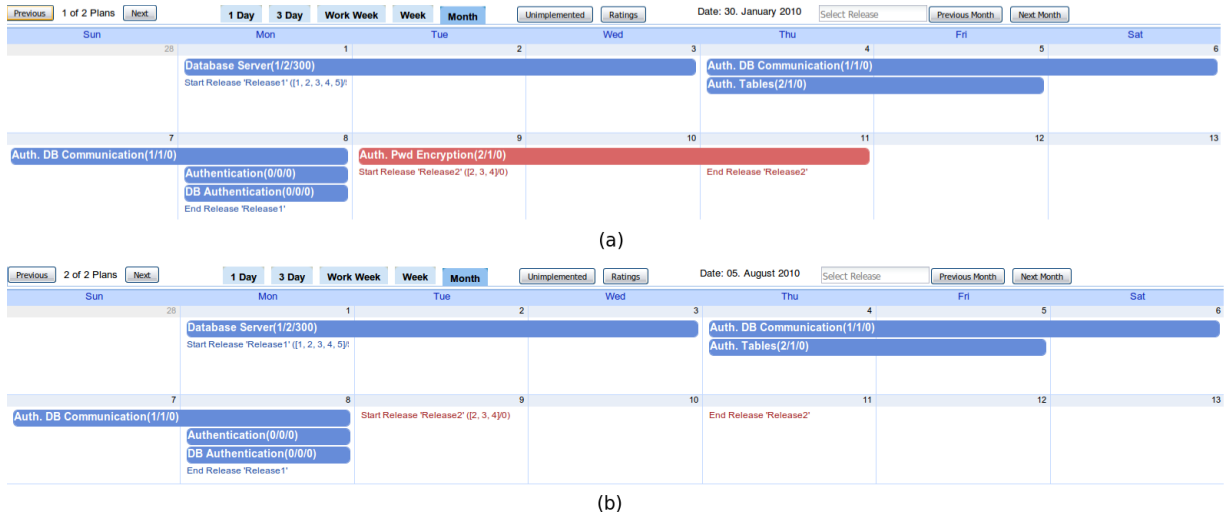 Previous 1 of 2 Plans Next 1 Day 3 Day Work Week Week Month Unimplemented Ratings Date: 30. January 2010 Select Release Previous Month Next Month
Sun Mon Tue Wed Thu Fri Sat
28 1 2 3 4 5 6
Database Server(1/2/300) Auth. DB Communication(1/1/0)
Start Release 'Release1' ([1, 2, 3, 4, 5]/ Auth. Tables(2/1/0)
7 8 9 10 11 12 13
Auth. DB Communication(1/1/0) Auth. Pwd Encryption(2/1/0)
Authentication(0/0/0) Start Release 'Release2' ([2, 3, 4]/0) End Release 'Release2'
DB Authentication(0/0/0)
End Release 'Release1'
(a)
Previous 2 of 2 Plans Next 1 Day 3 Day Work Week Week Month Unimplemented Ratings Date: 05. August 2010 Select Release Previous Month Next Month
Sun Mon Tue Wed Thu Fri Sat
28 1 2 3 4 5 6
Database Server(1/2/300) Auth. DB Communication(1/1/0)
Start Release 'Release1' ([1, 2, 3, 4, 5]/ Auth. Tables(2/1/0)
7 8 9 10 11 12 13
Auth. DB Communication(1/1/0) Start Release 'Release2' ([2, 3, 4]/0) End Release 'Release2'
Authentication(0/0/0)
DB Authentication(0/0/0)
End Release 'Release1'
(b)